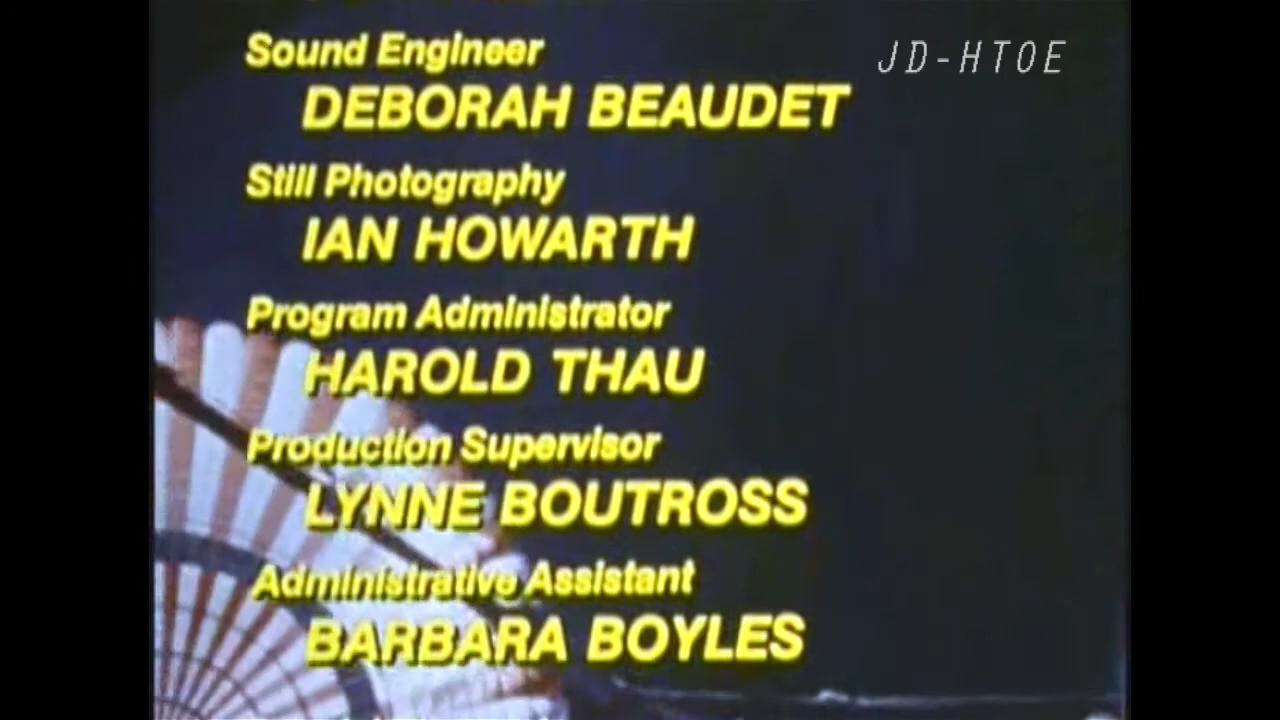 JD-HTOE
Sound Engineer
DEBORAH BEAUDET
Still Photography
IAN HOWARTH
Program Administrator
HAROLD THAU
Production Supervisor
LYNNE BOUTROSS
Administrative Assistant
BARBARA BOYLES